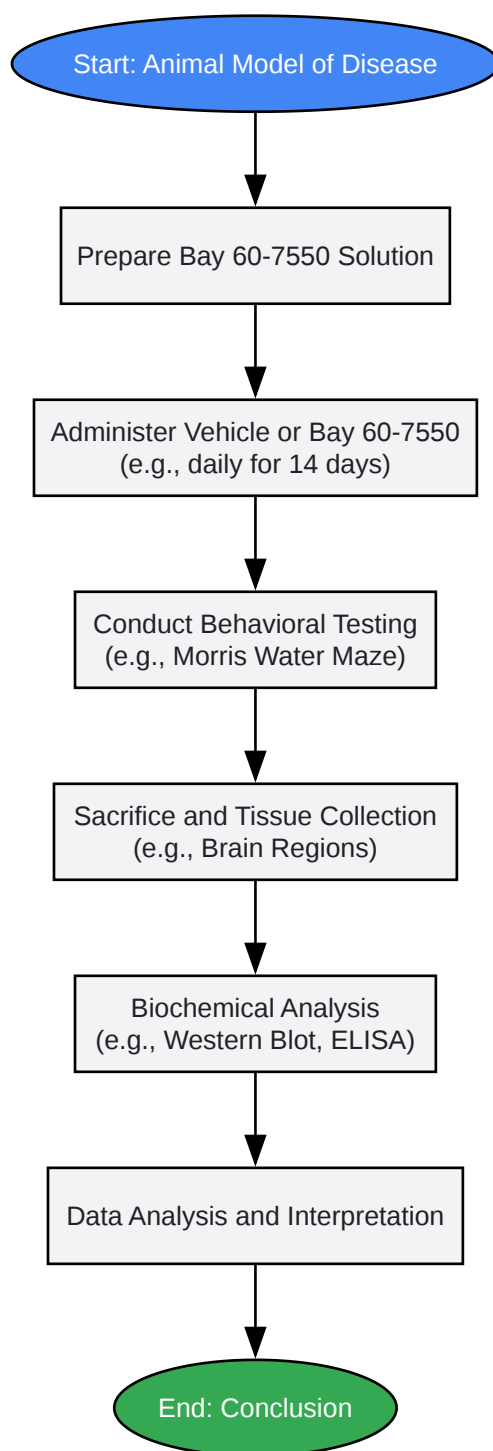 Start: Animal Model of Disease
Prepare Bay 60-7550 Solution
Administer Vehicle or Bay 60-7550
(e.g., daily for 14 days)
Conduct Behavioral Testing
(e.g., Morris Water Maze)
Sacrifice and Tissue Collection
(e.g., Brain Regions)
Biochemical Analysis
(e.g., Western Blot, ELISA)
Data Analysis and Interpretation
End: Conclusion